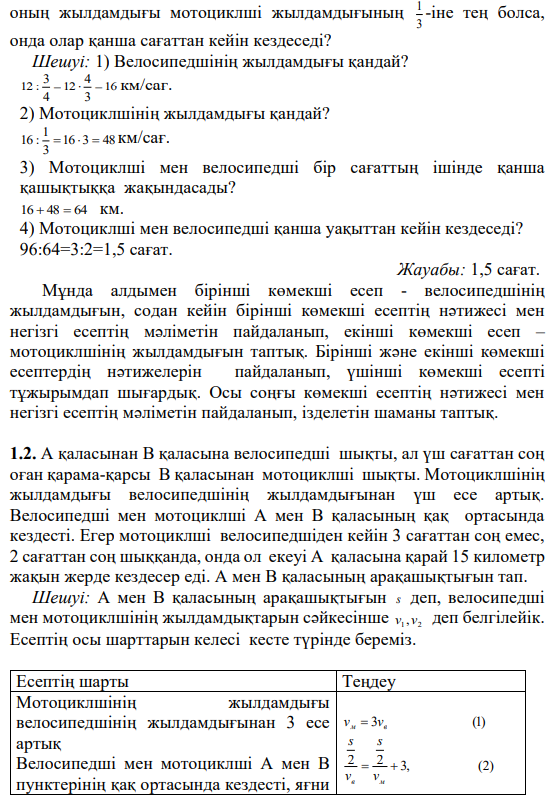 оның жылдамдығы мотоциклші жылдамдығының 1/3-іне тең болса,
онда олар қанша сағаттан кейін кездеседі?
Шешуі: 1) Велосипедшінің жылдамдығы қандай?
12 : 3/4 – 12 · 4/3 – 16 км/сағ.
2) Мотоциклшінің жылдамдығы қандай?
16 : 1/3 = 16 · 3 = 48 км/сағ.
3) Мотоциклші мен велосипедші бір сағаттың ішінде қанша
қашықтыққа жақындасады?
16 + 48 = 64 км.
4) Мотоциклші мен велосипедші қанша уақыттан кейін кездеседі?
96:64=3:2=1,5 сағат.
Жауабы: 1,5 сағат.
Мұнда алдымен бірінші көмекші есеп - велосипедшінің
жылдамдығын, содан кейін бірінші көмекші есептің нәтижесі мен
негізгі есептің мәліметін пайдаланып, екінші көмекші есеп –
мотоциклшінің жылдамдығын таптық. Бірінші және екінші көмекші
есептердің нәтижелерін пайдаланып, үшінші көмекші есепті
тұжырымдап шығардық. Осы соңғы көмекші есептің нәтижесі мен
негізгі есептің мәліметін пайдаланып, ізделетін шаманы таптық.
1.2. А қаласынан В қаласына велосипедші шықты, ал үш сағаттан соң
оған қарама-қарсы В қаласынан мотоциклші шықты. Мотоциклшінің
жылдамдығы велосипедшінің жылдамдығынан үш есе артық.
Велосипедші мен мотоциклші А мен В қаласының қақ ортасында
кездесті. Егер мотоциклші велосипедшіден кейін 3 сағаттан соң емес,
2 сағаттан соң шыққанда, онда ол екеуі А қаласына қарай 15 километр
жақын жерде кездесер еді. А мен В қаласының арақашықтығын тап.
Шешуі: А мен В қаласының арақашықтығын s деп, велосипедші
мен мотоциклшінің жылдамдықтарын сәйкесінше v₁, v₂ деп белгілейік.
Есептің осы шарттарын келесі кесте түрінде береміз.
Есептің шарты Теңдеу
Мотоциклшінің жылдамдығы
велосипедшінің жылдамдығынан 3 есе
артық
vм = 3vв (1)
Велосипедші мен мотоциклші А мен В
пунктерінің қақ ортасында кездесті, яғни
(s/2)/vв = (s/2)/vм + 3, (2)